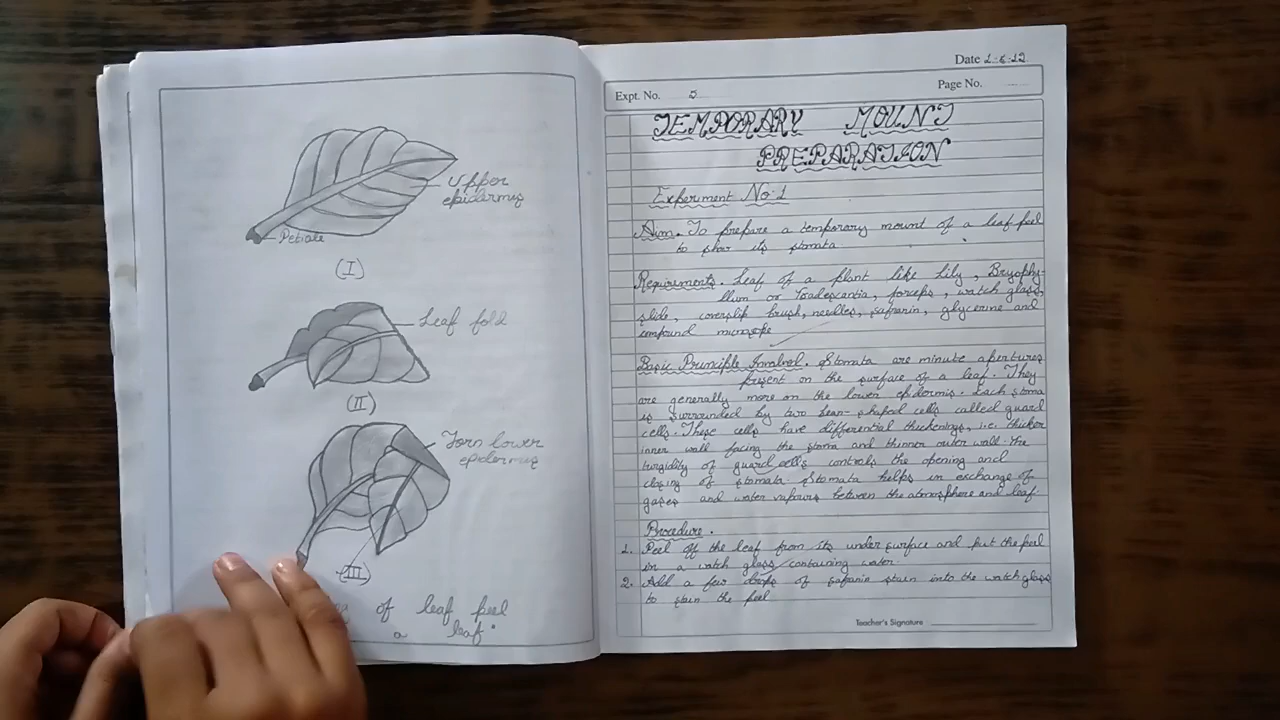 Upper
epidermis
Petiole
(I)
Leaf fold
(II)
Torn lower
epidermis
(III)
of leaf peel
a leaf"
Date 2.6.22
Expt. No. 5
Page No.
TEMPORARY MOUNT
PREPARATION
Experiment No:1
Aim. To prepare a temporary mount of a leaf peel
to show its stomata
Requirements. Leaf of a plant like Lily, Bryophy-
llum or Tradescantia, forceps, watch glass,
slide, coverslip brush, needles, safranin, glycerine and
compound microscope
Basic Principle Involved. Stomata are minute apertures
present on the surface of a leaf. They
are generally more on the lower epidermis. Each stoma
is surrounded by two bean-shaped cells called guard
cells. These cells have differential thickenings, i.e. thicker
inner wall facing the stoma and thinner outer wall. The
turgidity of guard cells controls the opening and
closing of stomata. Stomata helps in exchange of
gases and water vapours between the atmosphere and leaf.
Procedure.
1. Peel off the leaf from its under surface and put the peel
in a watch glass containing water.
2. Add a few drops of safranin stain into the watch glass
to stain the peel
Teacher's Signature